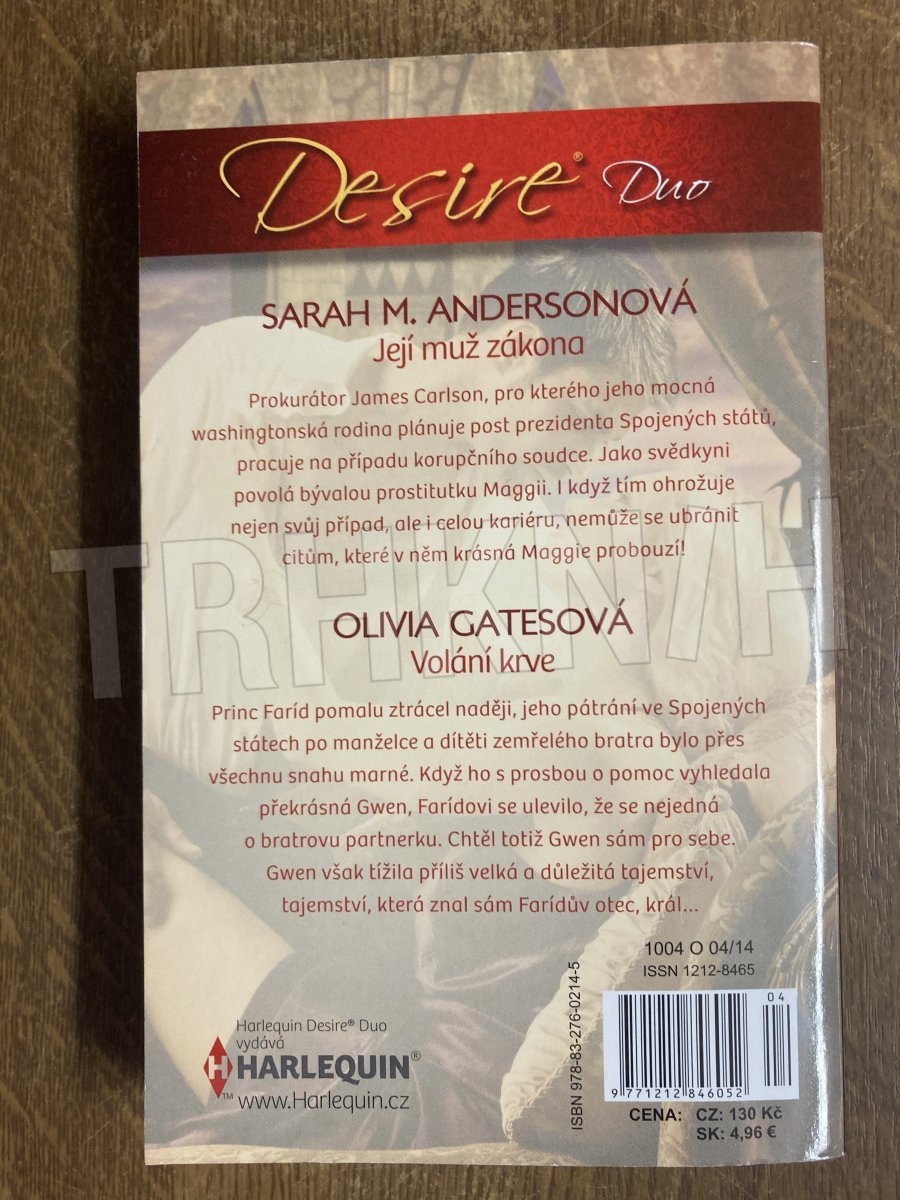 Desire® Duo
SARAH M. ANDERSONOVÁ
Její muž zákona
Prokurátor James Carlson, pro kterého jeho mocná
washingtonská rodina plánuje post prezidenta Spojených států,
pracuje na případu korupčního soudce. Jako svědkyni
povolá bývalou prostitutku Maggii. I když tím ohrožuje
nejen svůj případ, ale i celou kariéru, nemůže se ubránit
citům, které v něm krásná Maggie probouzí!
TRHKNIH
OLIVIA GATESOVÁ
Volání krve
Princ Faríd pomalu ztrácel naději, jeho pátrání ve Spojených
státech po manželce a dítěti zemřelého bratra bylo přes
všechnu snahu marné. Když ho s prosbou o pomoc vyhledala
překrásná Gwen, Farídovi se ulevilo, že se nejedná
o bratrovu partnerku. Chtěl totiž Gwen sám pro sebe.
Gwen však tížila příliš velká a důležitá tajemství,
tajemství, která znal sám Farídův otec, král...
1004 O 04/14
ISSN 1212-8465
ISBN 978-83-276-0214-5
04
9 771212 846052
CENA: CZ: 130 Kč
SK: 4,96 €
Harlequin Desire® Duo
vydává
H HARLEQUIN®
™ www.Harlequin.cz